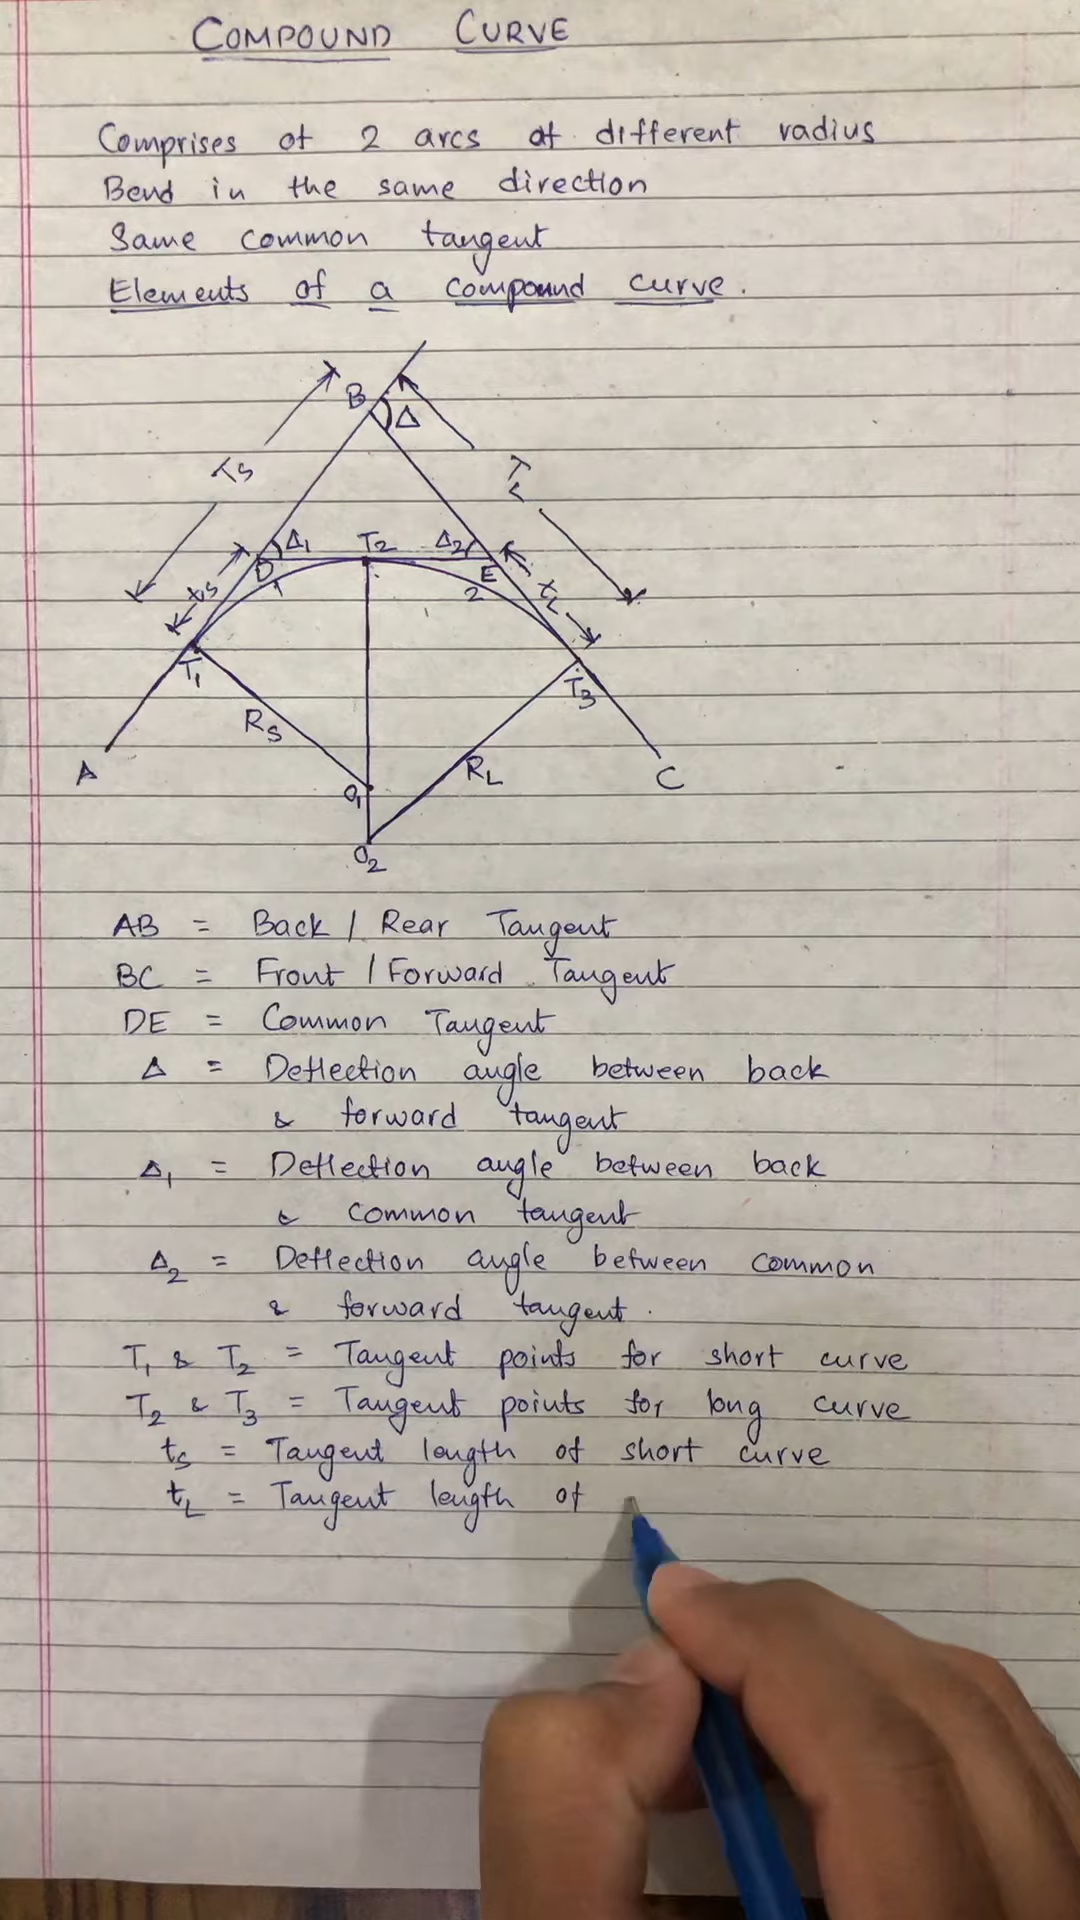 COMPOUND CURVE
Comprises of 2 arcs of different radius
Bend in the same direction
Same common tangent
Elements of a compound curve.
B
Δ
TS
TL
Δ1
T2
Δ2
D
E
tS
1
2
tL
T1
T3
RS
RL
A
C
O1
O2
AB = Back / Rear Tangent
BC = Front / Forward Tangent
DE = Common Tangent
Δ = Deflection angle between back
& forward tangent
Δ1 = Deflection angle between back
& common tangent
Δ2 = Deflection angle between common
& forward tangent.
T1 & T2 = Tangent points for short curve
T2 & T3 = Tangent points for long curve
tS = Tangent length of short curve
tL = Tangent length of